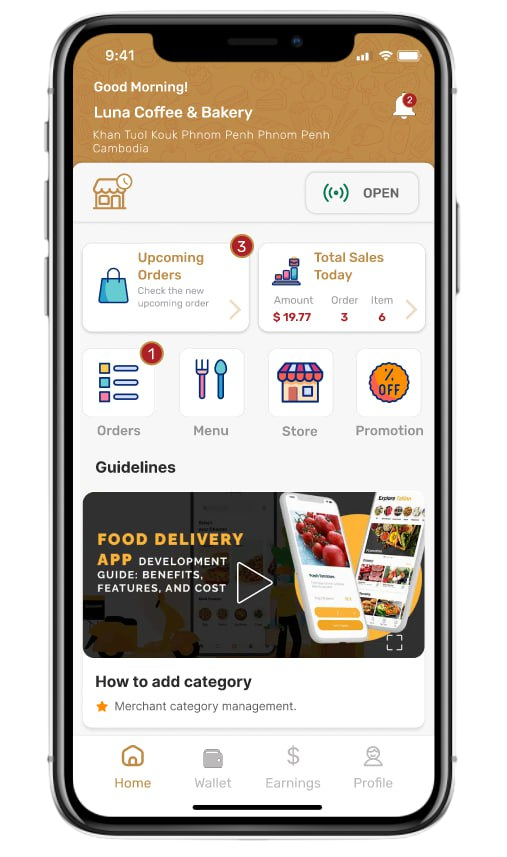 9:41
Good Morning!
Luna Coffee & Bakery
2
Khan Tuol Kouk Phnom Penh Phnom Penh
Cambodia
OPEN
3
Upcoming
Orders
Check the new
upcoming order
Total Sales
Today
Amount Order Item
$ 19.77 3 6
1
%
OFF
Orders Menu Store Promotion
Guidelines
Explore
FOOD DELIVERY
APP DEVELOPMENT
GUIDE: BENEFITS,
FEATURES, AND COST
Fresh Tomatoes
How to add category
Merchant category management.
Home Wallet Earnings Profile